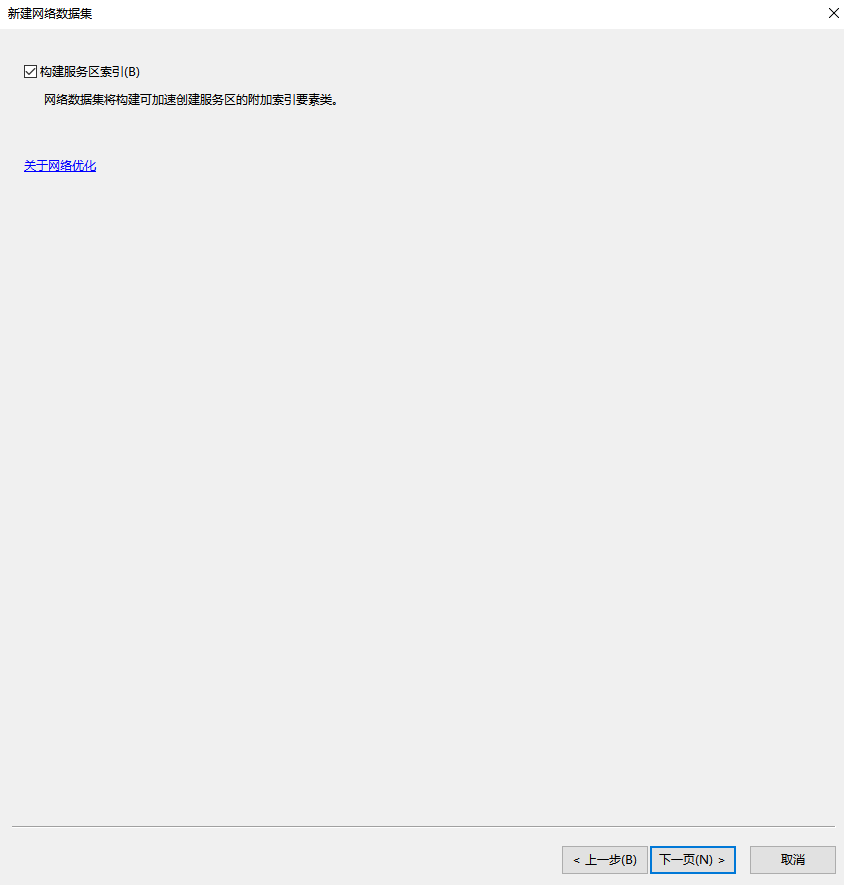 新建网络数据集
构建服务区索引(B)
网络数据集将构建可加速创建服务区的附加索引要素类。
关于网络优化
< 上一步(B)
下一页(N) >
取消